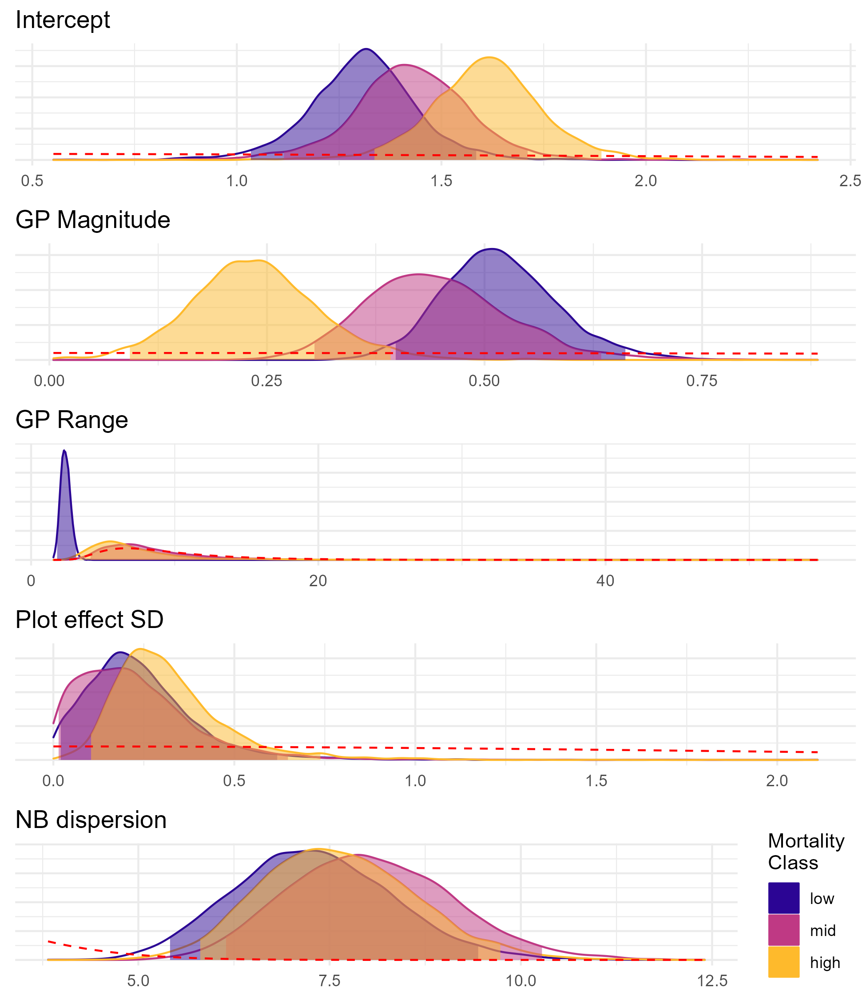 Intercept
0.5 1.0 1.5 2.0 2.5
GP Magnitude
0.00 0.25 0.50 0.75
GP Range
0 20 40
Plot effect SD
0.0 0.5 1.0 1.5 2.0
NB dispersion
5.0 7.5 10.0 12.5
Mortality
Class
low
mid
high